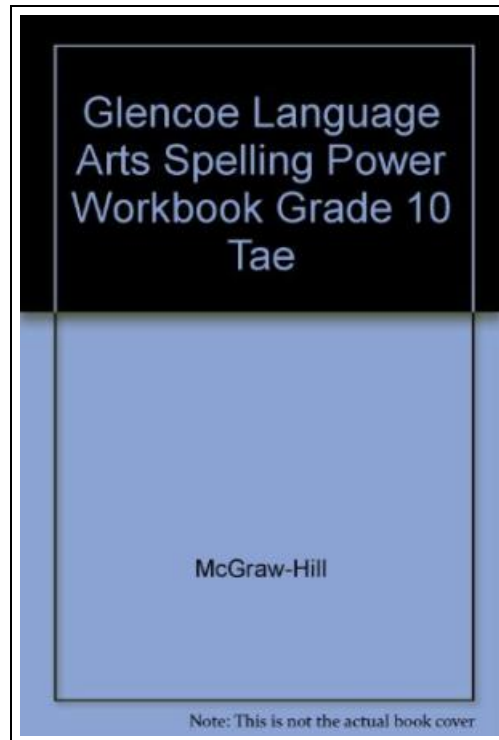 Glencoe Language
Arts Spelling Power
Workbook Grade 10
Tae
McGraw-Hill
Note: This is not the actual book cover